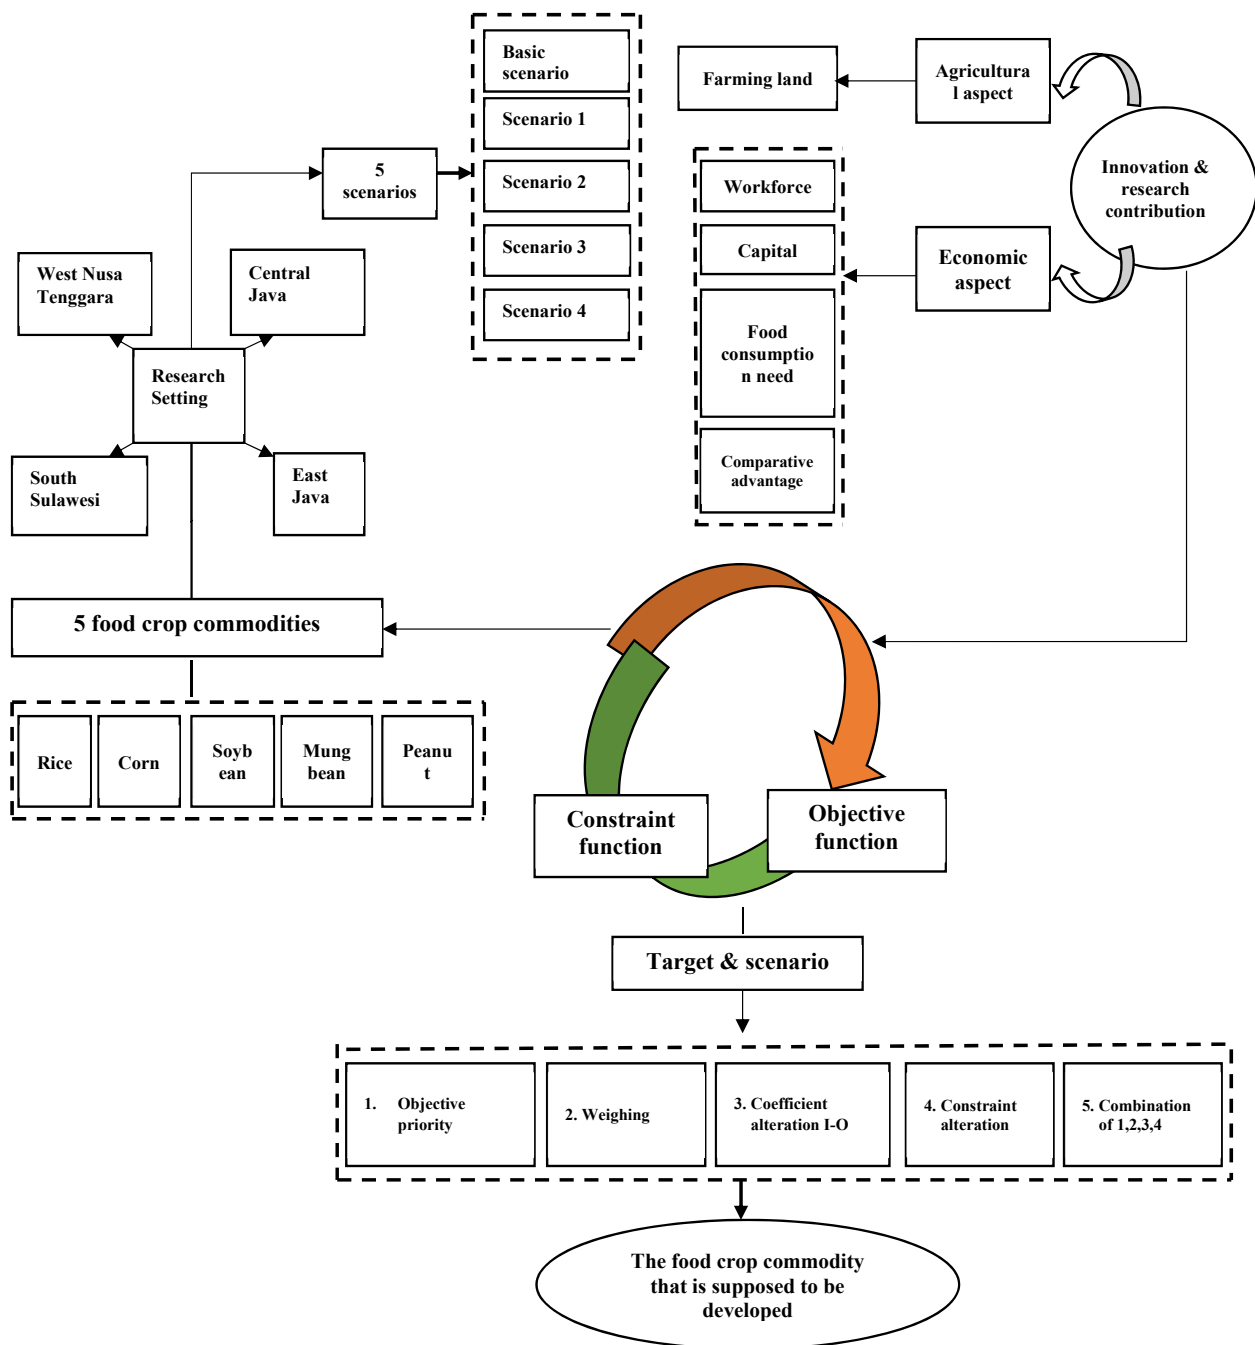 Basic
scenario
Scenario 1
Scenario 2
Scenario 3
Scenario 4
5
scenarios
Farming land
Agricultura
l aspect
Innovation &
research
contribution
Workforce
Capital
Food
consumptio
n need
Comparative
advantage
Economic
aspect
West Nusa
Tenggara
Central
Java
Research
Setting
South
Sulawesi
East
Java
5 food crop commodities
Rice
Corn
Soyb
ean
Mung
bean
Peanu
t
Constraint
function
Objective
function
Target & scenario
1. Objective
priority
2. Weighing
3. Coefficient
alteration I-O
4. Constraint
alteration
5. Combination
of 1,2,3,4
The food crop commodity
that is supposed to be
developed